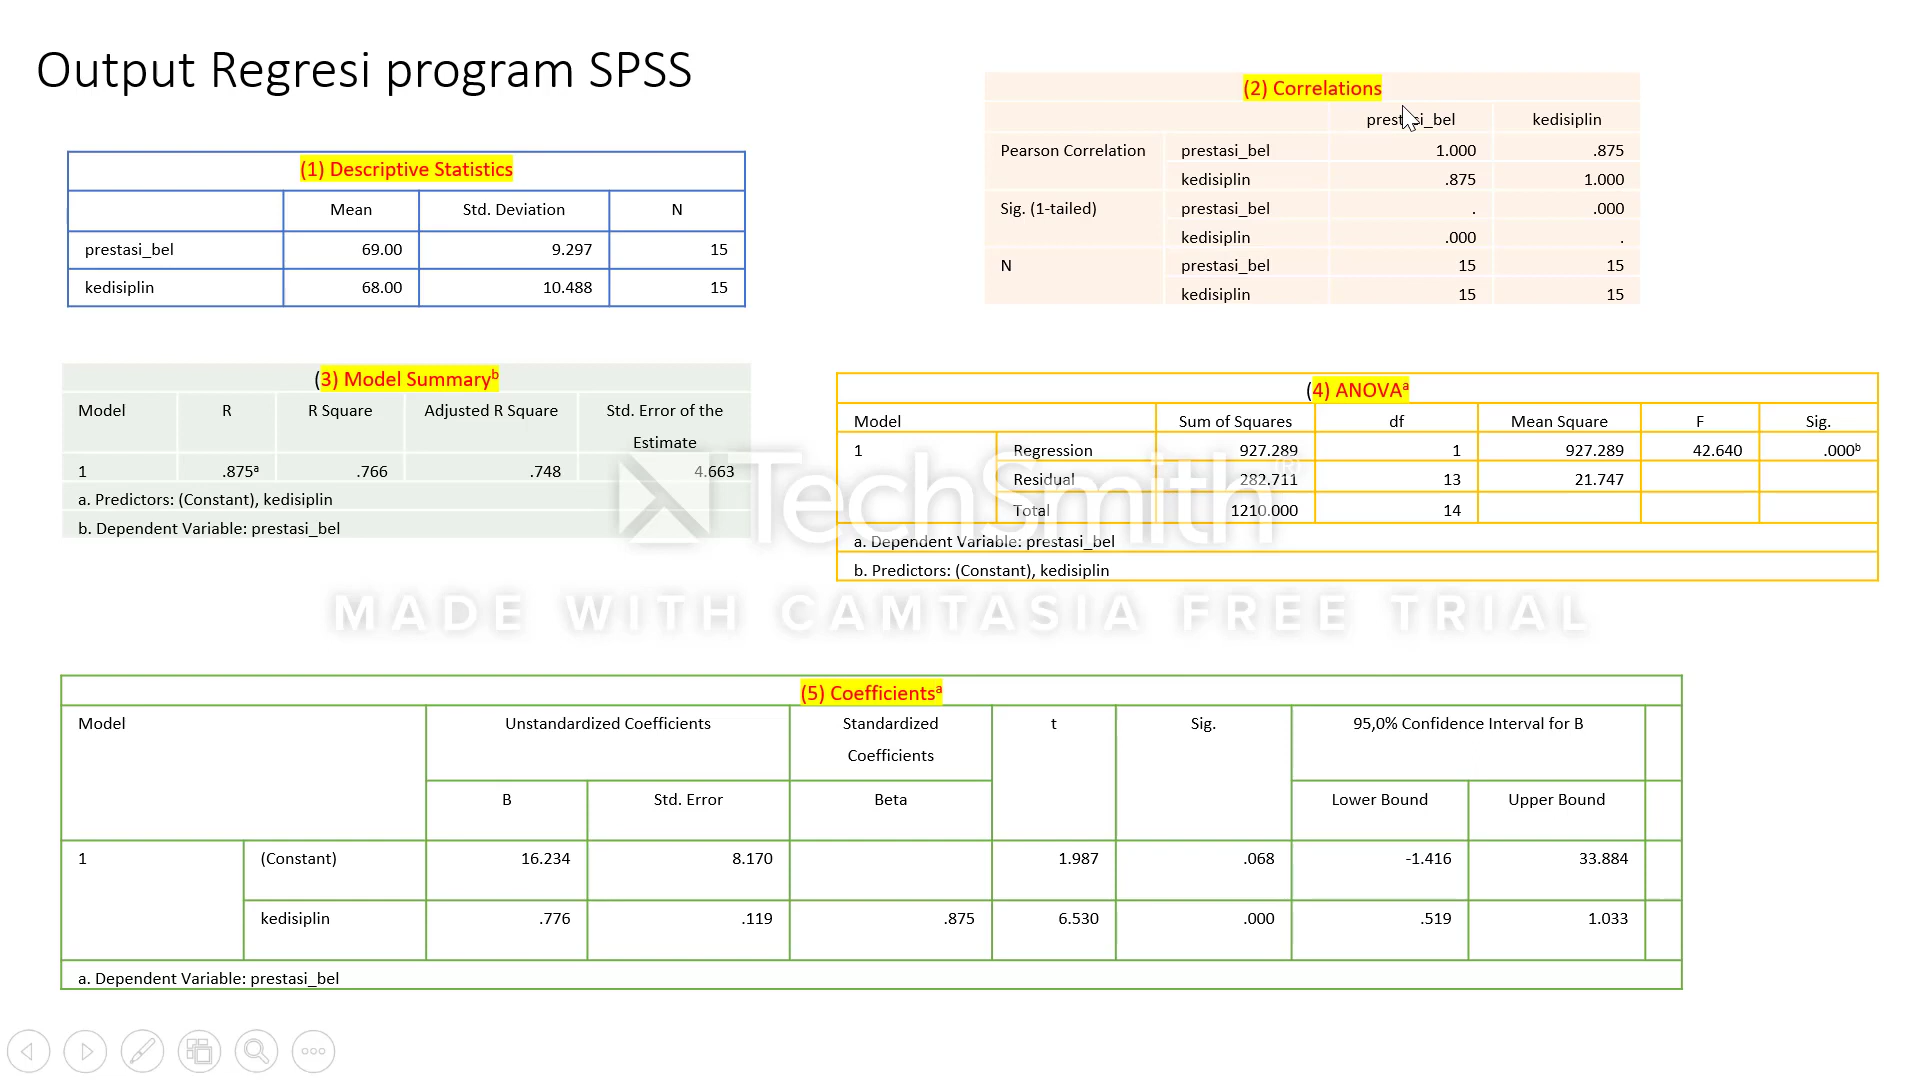 Output Regresi program SPSS
(1) Descriptive Statistics
Mean Std. Deviation N
prestasi_bel 69.00 9.297 15
kedisiplin 68.00 10.488 15
(2) Correlations
prestasi_bel kedisiplin
Pearson Correlation prestasi_bel 1.000 .875
kedisiplin .875 1.000
Sig. (1-tailed) prestasi_bel . .000
kedisiplin .000 .
N prestasi_bel 15 15
kedisiplin 15 15
(3) Model Summaryb
Model R R Square Adjusted R Square Std. Error of the
Estimate
1 .875a .766 .748 4.663
a. Predictors: (Constant), kedisiplin
b. Dependent Variable: prestasi_bel
(4) ANOVAa
Model Sum of Squares df Mean Square F Sig.
1 Regression 927.289 1 927.289 42.640 .000b
Residual 282.711 13 21.747
Total 1210.000 14
a. Dependent Variable: prestasi_bel
b. Predictors: (Constant), kedisiplin
TechSmith®
MADE WITH CAMTASIA FREE TRIAL
(5) Coefficientsa
Model Unstandardized Coefficients Standardized t Sig. 95,0% Confidence Interval for B
Coefficients
B Std. Error Beta Lower Bound Upper Bound
1 (Constant) 16.234 8.170 1.987 .068 -1.416 33.884
kedisiplin .776 .119 .875 6.530 .000 .519 1.033
a. Dependent Variable: prestasi_bel